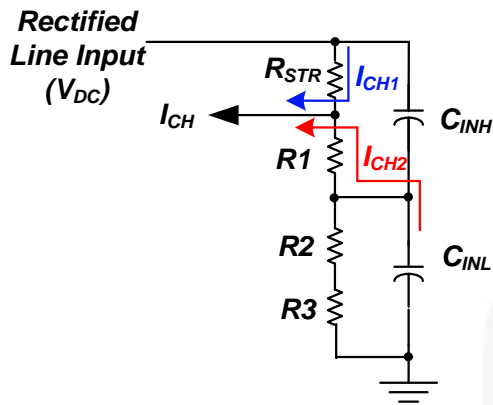 Rectified
Line Input
(VDC)
RSTR
ICH1
ICH
CINH
R1
ICH2
R2
CINL
R3